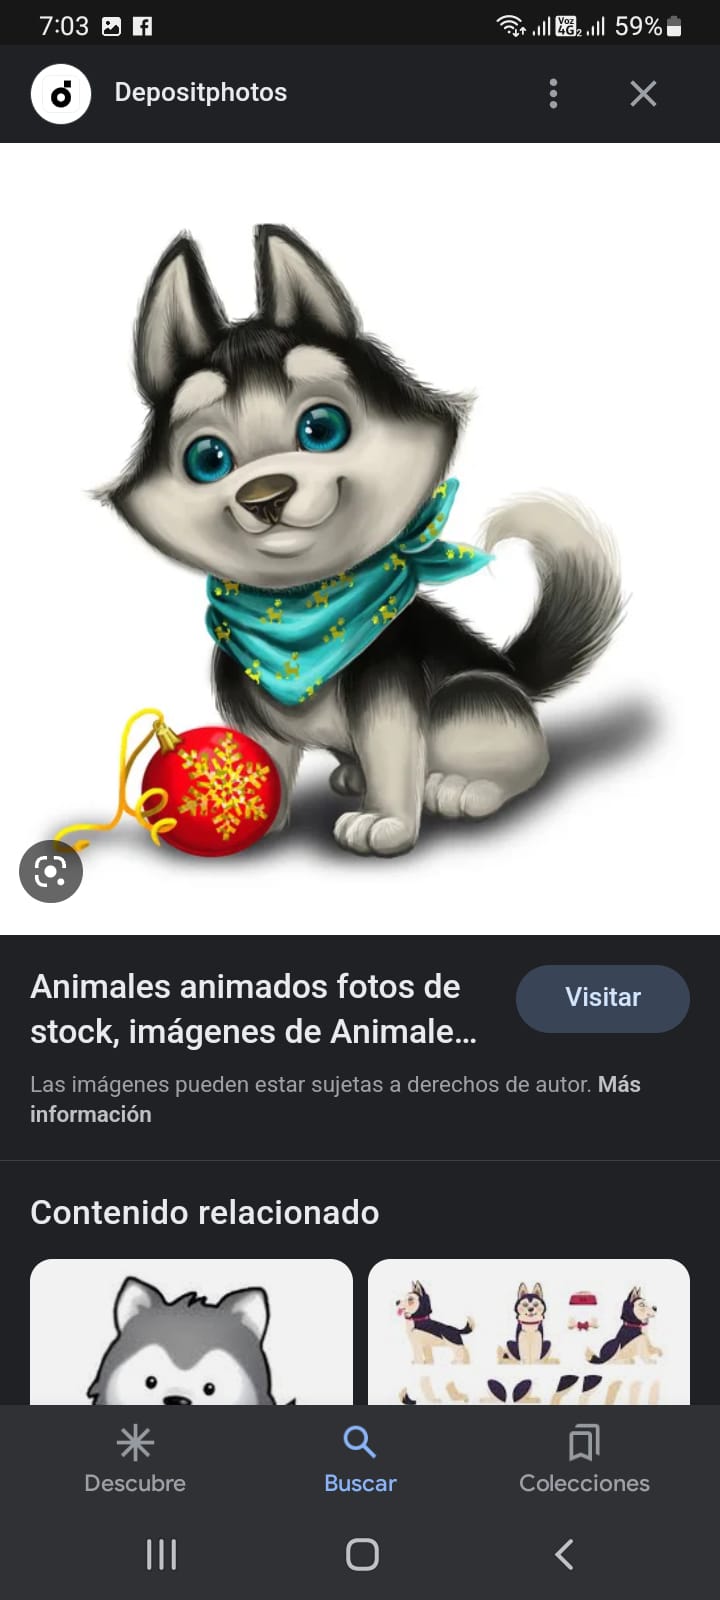 7:03
Voz
4G 2
59%
Depositphotos
Animales animados fotos de
stock, imágenes de Animale...
Visitar
Las imágenes pueden estar sujetas a derechos de autor. Más
información
Contenido relacionado
Descubre
Buscar
Colecciones